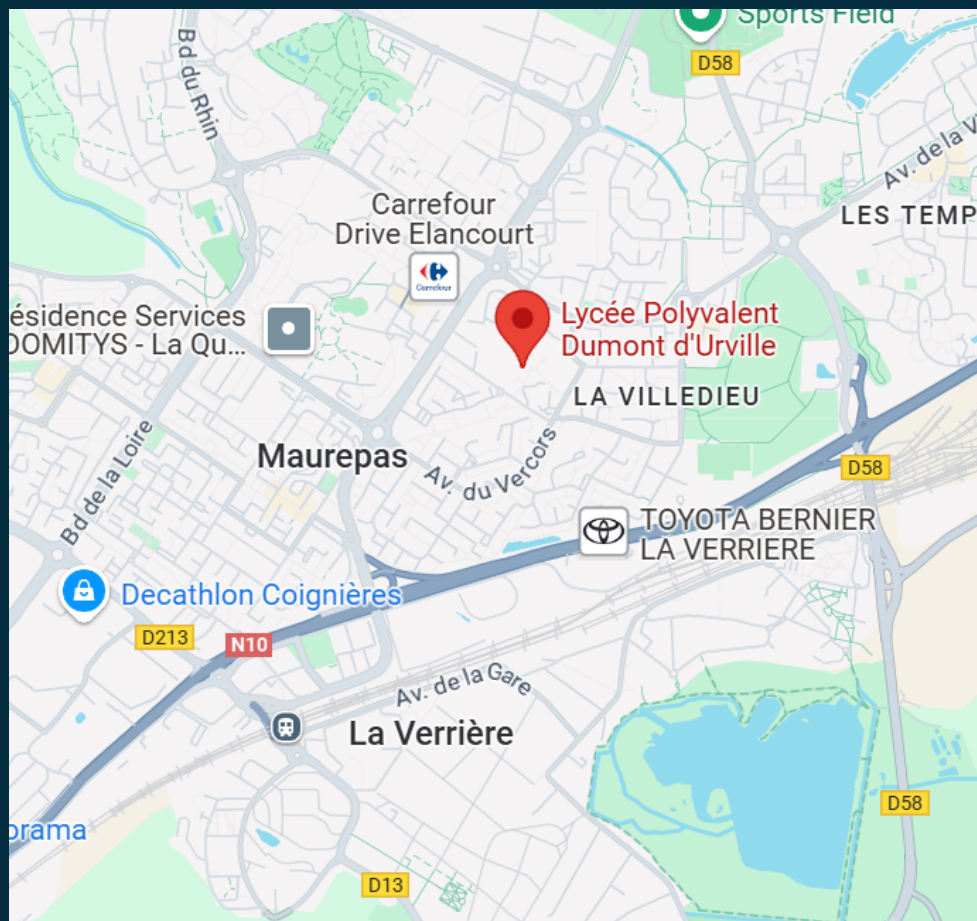 Sports Field
D58
Bd du Rhin
Av. de la V
Carrefour
Drive Elancourt
LES TEMP
Carrefour
ésidence Services
DOMITYS - La Qu...
Lycée Polyvalent
Dumont d'Urville
LA VILLEDIEU
Maurepas
Av. du Vercors
Bd de la Loire
D58
TOYOTA BERNIER
LA VERRIERE
Decathlon Coignières
D213
N10
Av. de la Gare
La Verrière
D58
orama
D13